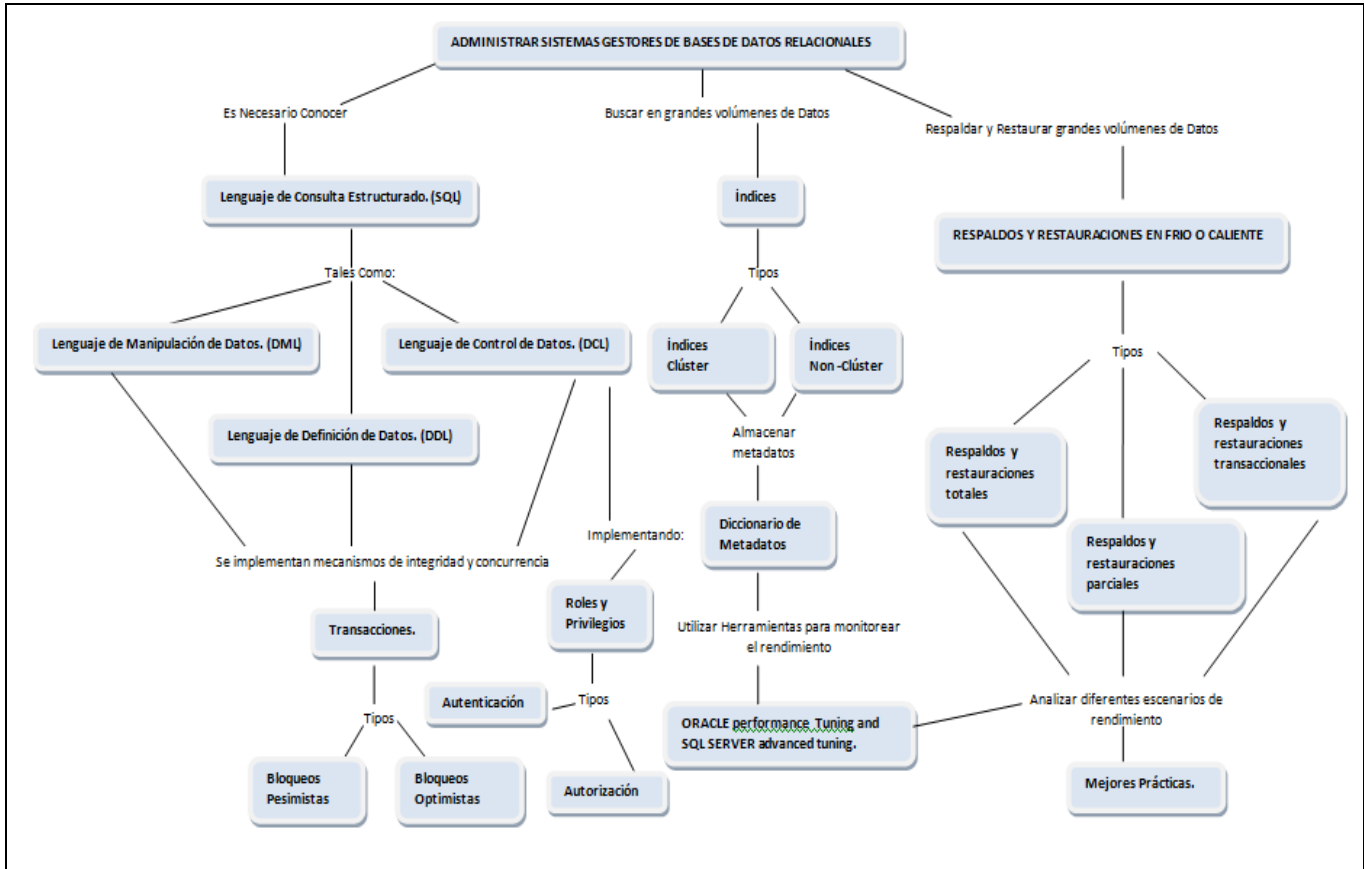 ADMINISTRAR SISTEMAS GESTORES DE BASES DE DATOS RELACIONALES
Es Necesario Conocer
Buscar en grandes volúmenes de Datos
Respaldar y Restaurar grandes volúmenes de Datos
Lenguaje de Consulta Estructurado. (SQL)
Índices
RESPALDOS Y RESTAURACIONES EN FRIO O CALIENTE
Tales Como:
Tipos
Lenguaje de Manipulación de Datos. (DML)
Lenguaje de Control de Datos. (DCL)
Índices
Clúster
Índices
Non -Clúster
Tipos
Lenguaje de Definición de Datos. (DDL)
Almacenar
metadatos
Respaldos y
restauraciones
totales
Respaldos y
restauraciones
transaccionales
Respaldos y
restauraciones
parciales
Diccionario de
Metadatos
Implementando:
Se implementan mecanismos de integridad y concurrencia
Transacciones.
Roles y
Privilegios
Utilizar Herramientas para monitorear
el rendimiento
Tipos
Autenticación
Tipos
Autorización
Bloqueos
Pesimistas
Bloqueos
Optimistas
ORACLE performance Tuning and
SQL SERVER advanced tuning.
Analizar diferentes escenarios de
rendimiento
Mejores Prácticas.